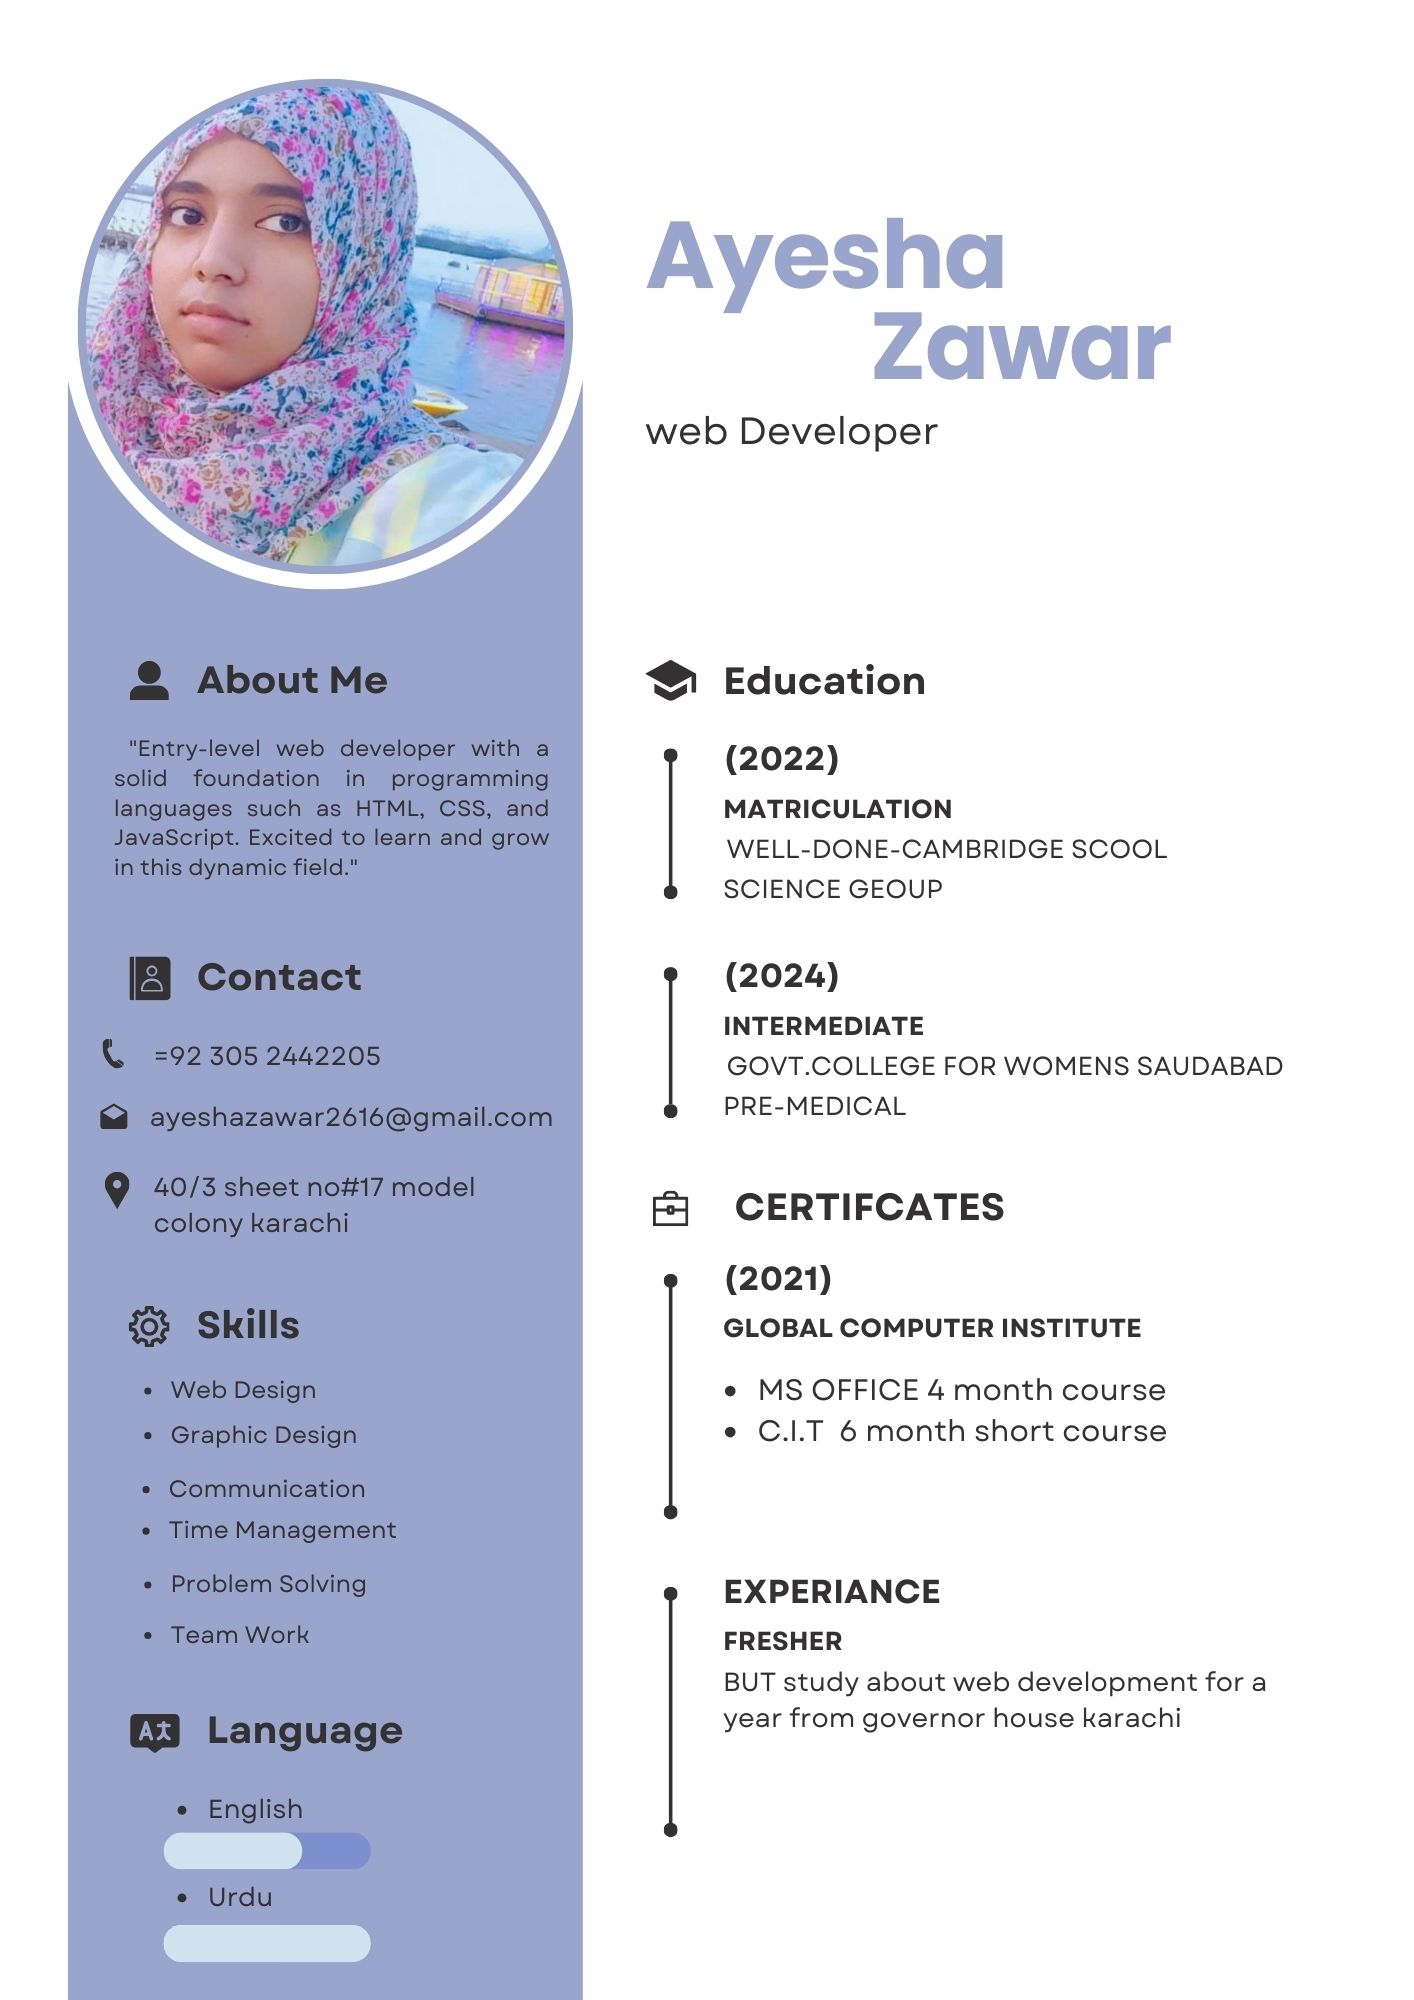 Ayesha
Zawar
web Developer
About Me
"Entry-level web developer with a
solid foundation in programming
languages such as HTML, CSS, and
JavaScript. Excited to learn and grow
in this dynamic field."
Contact
=92 305 2442205
ayeshazawar2616@gmail.com
40/3 sheet no#17 model
colony karachi
Skills
• Web Design
• Graphic Design
• Communication
• Time Management
• Problem Solving
• Team Work
Language
• English
• Urdu
Education
(2022)
MATRICULATION
WELL-DONE-CAMBRIDGE SCOOL
SCIENCE GEOUP
(2024)
INTERMEDIATE
GOVT.COLLEGE FOR WOMENS SAUDABAD
PRE-MEDICAL
CERTIFCATES
(2021)
GLOBAL COMPUTER INSTITUTE
• MS OFFICE 4 month course
• C.I.T 6 month short course
EXPERIANCE
FRESHER
BUT study about web development for a
year from governor house karachi